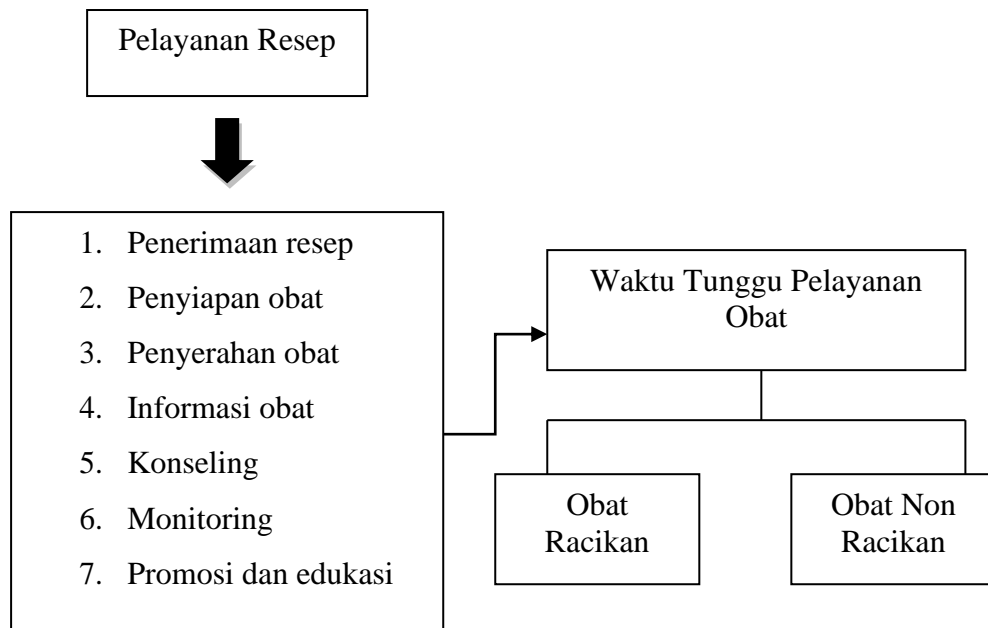 Pelayanan Resep
1. Penerimaan resep
2. Penyiapan obat
3. Penyerahan obat
4. Informasi obat
5. Konseling
6. Monitoring
7. Promosi dan edukasi
Waktu Tunggu Pelayanan
Obat
Obat
Racikan
Obat Non
Racikan